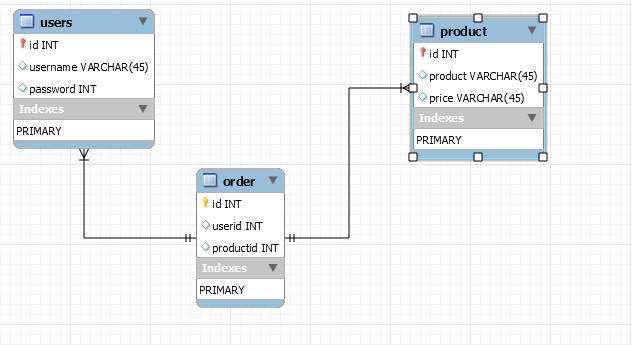 users
id INT
username VARCHAR(45)
password INT
Indexes
PRIMARY
product
id INT
product VARCHAR(45)
price VARCHAR(45)
Indexes
PRIMARY
order
id INT
userid INT
productid INT
Indexes
PRIMARY